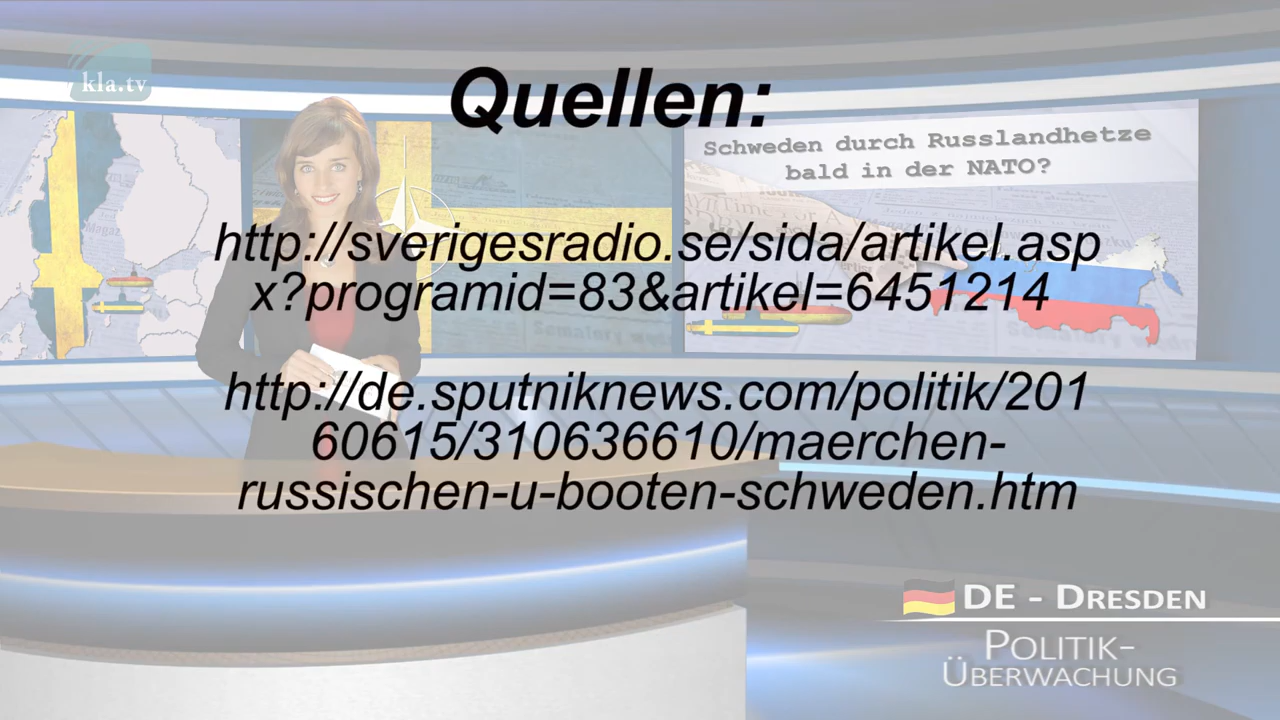 kla.tv
Quellen:
Schweden durch Russlandhetze
bald in der NATO?
http://sverigesradio.se/sida/artikel.asp
x?programid=83&artikel=6451214
http://de.sputniknews.com/politik/201
60615/310636610/maerchen-
russischen-u-booten-schweden.htm
DE - DRESDEN
POLITIK-
ÜBERWACHUNG